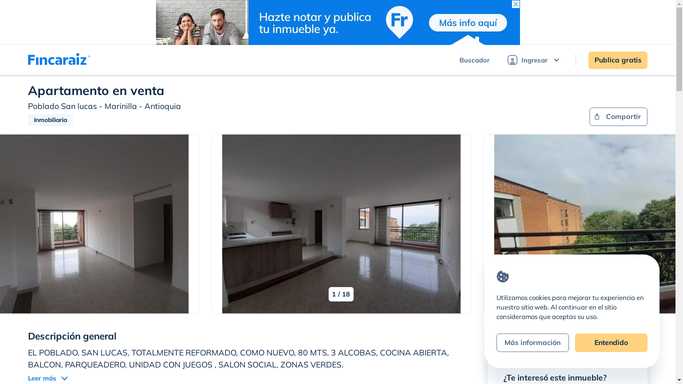 Hazte notar y publica
tu inmueble ya.
Fr
Más info aquí
Fincaraiz
Buscador
Ingresar
Publica gratis
Apartamento en venta
Poblado San lucas - Marinilla - Antioquia
Inmobiliaria
Compartir
1 / 18
Utilizamos cookies para mejorar tu experiencia en
nuestro sitio web. Al continuar en el sitio
consideramos que aceptas su uso.
Más información
Entendido
Descripción general
EL POBLADO, SAN LUCAS, TOTALMENTE REFORMADO, COMO NUEVO, 80 MTS, 3 ALCOBAS, COCINA ABIERTA,
BALCON, PARQUEADERO, UNIDAD CON JUEGOS , SALON SOCIAL, ZONAS VERDES.
Leer más
¿Te interesó este inmueble?